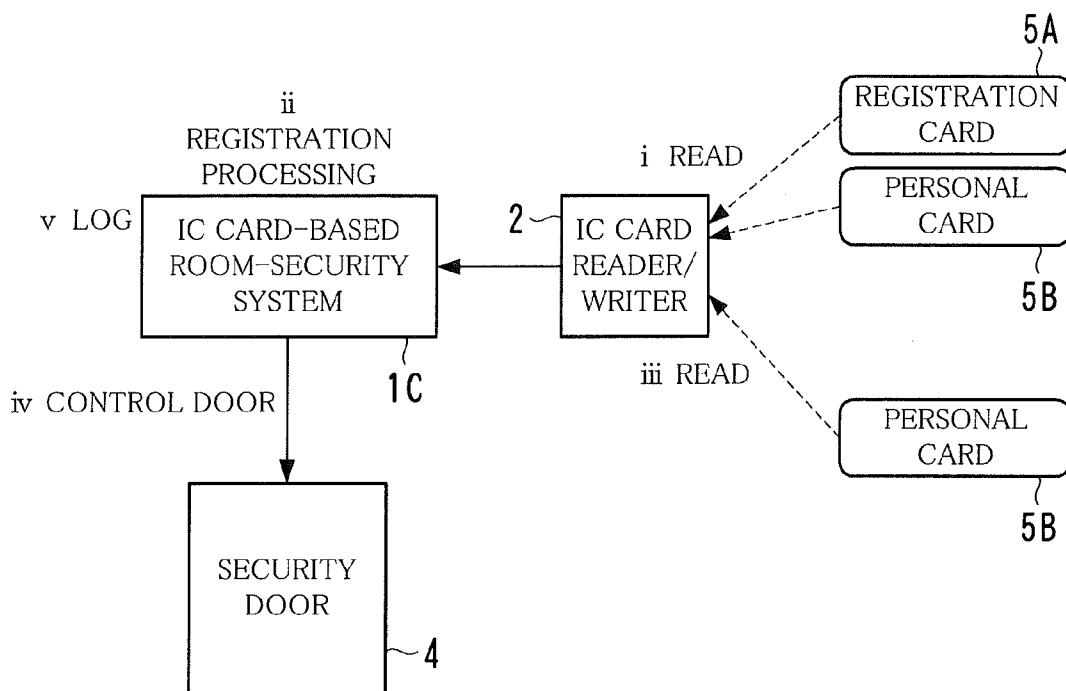 5A
ii
REGISTRATION
PROCESSING
REGISTRATION
CARD
i READ
PERSONAL
CARD
v LOG
IC CARD-BASED
ROOM-SECURITY
SYSTEM
2
IC CARD
READER/
WRITER
5B
1C
iii READ
iv CONTROL DOOR
PERSONAL
CARD
5B
SECURITY
DOOR
4